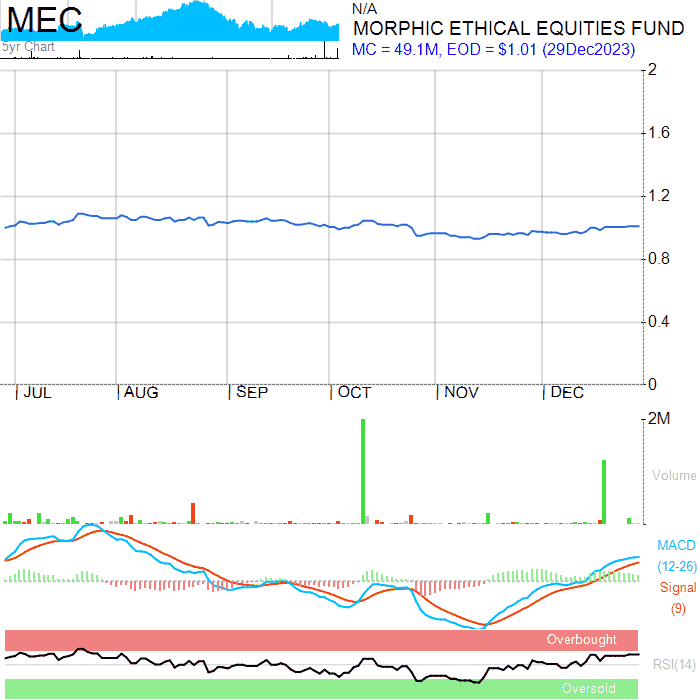 MEC
N/A
MORPHIC ETHICAL EQUITIES FUND
5yr Chart
MC = 49.1M, EOD = $1.01 (29Dec2023)
2
1.6
1.2
0.8
0.4
0
JUL AUG SEP OCT NOV DEC
2M
Volume
MACD
(12-26)
Signal
(9)
Overbought
RSI(14)
Oversold